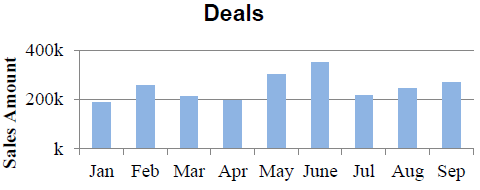 Deals
Sales Amount
400k
200k
k
Jan Feb Mar Apr May June Jul Aug Sep